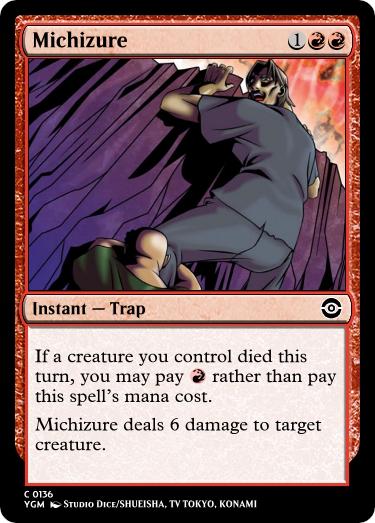 Michizure 1
Instant — Trap
If a creature you control died this
turn, you may pay rather than pay
this spell's mana cost.
Michizure deals 6 damage to target
creature.
C 0136
YGM Studio Dice/SHUEISHA, TV TOKYO, KONAMI